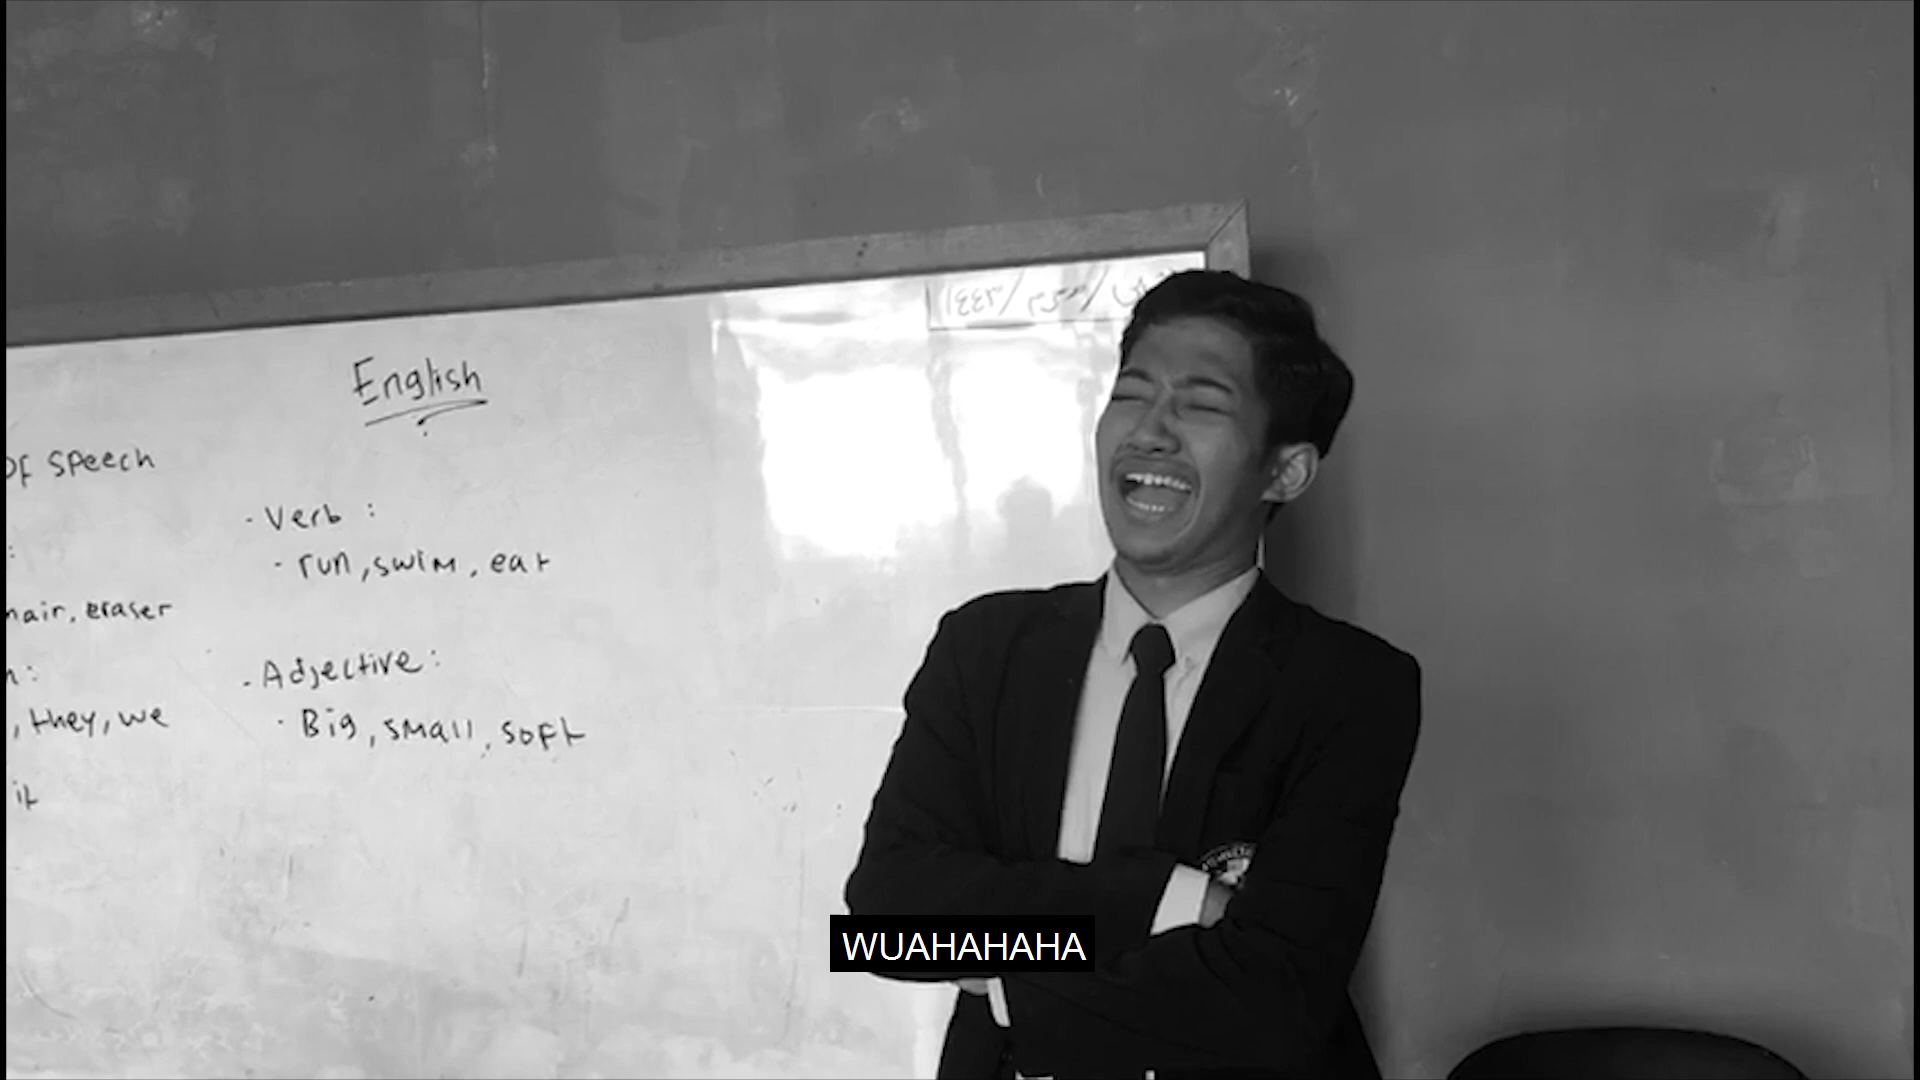 English
of speech
hair, eraser
, they, we
it
- Verb :
- run, swim, eat
- Adjective :
- Big, small, soft
WUAHAHAHA